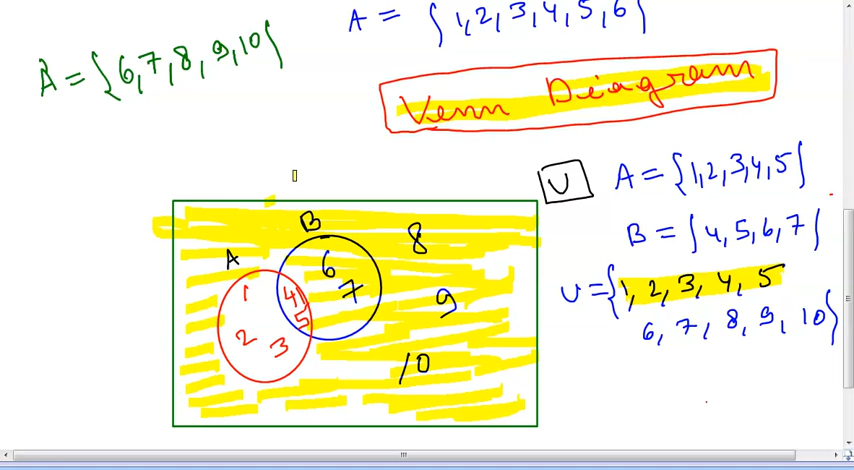 A = {1, 2, 3, 4, 5, 6}
A = {6, 7, 8, 9, 10}
Venn Diagram
U
A = {1, 2, 3, 4, 5}
B = {4, 5, 6, 7}
U = {1, 2, 3, 4, 5
6, 7, 8, 9, 10}
B
A
8
6
7
1
4
5
9
2
3
10